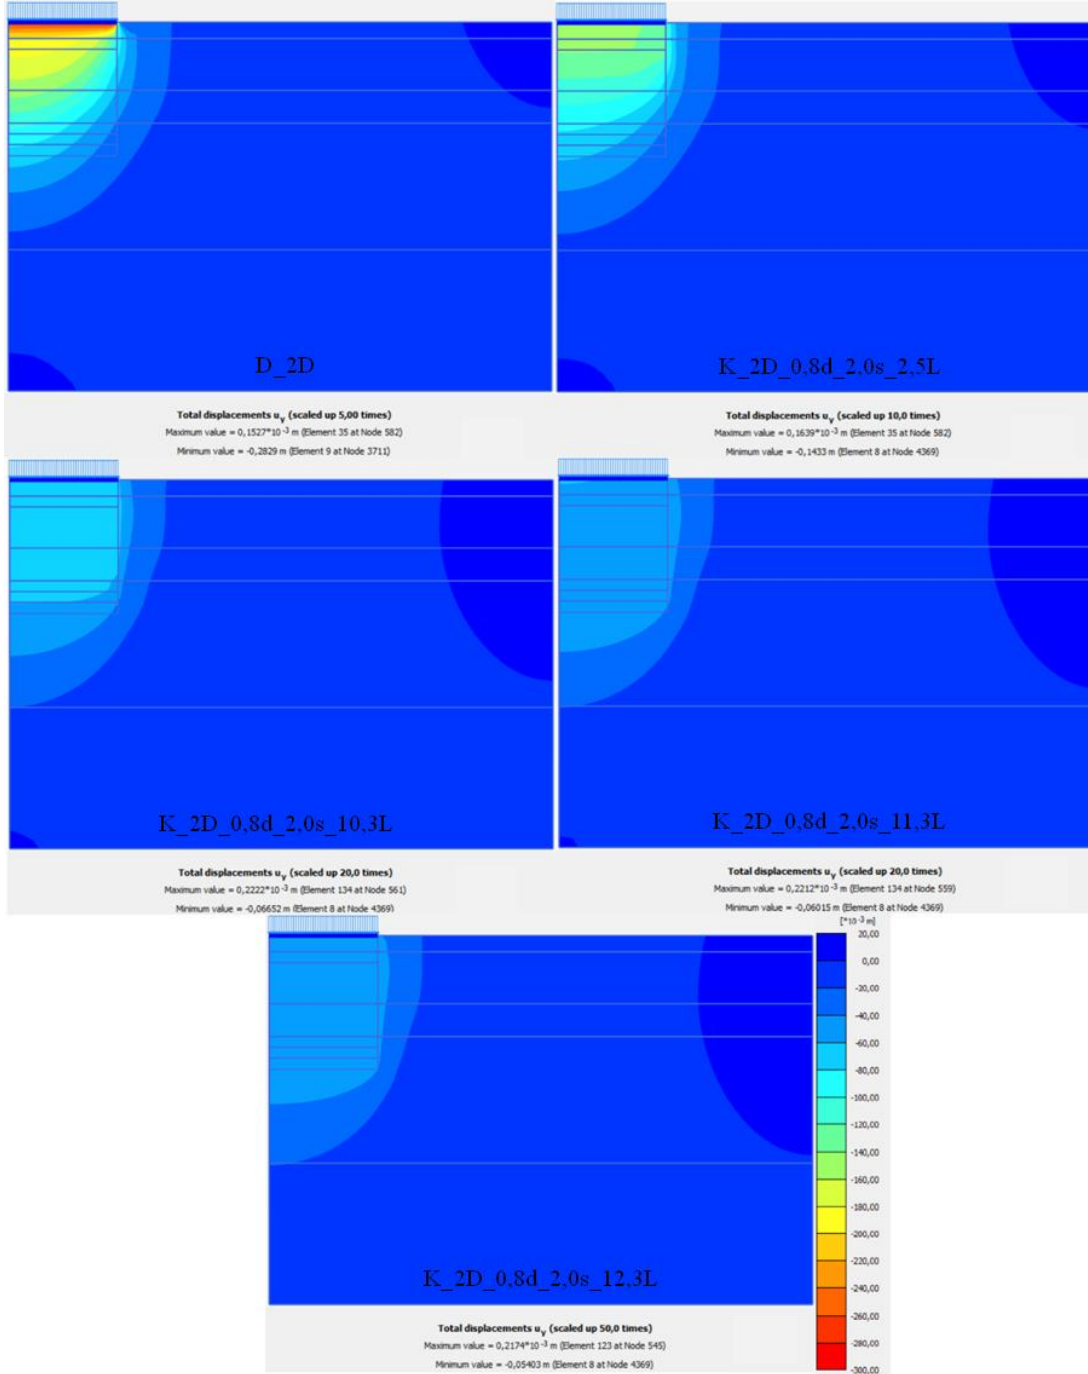 D_2D
Total displacements uy (scaled up 5,00 times)
Maximum value = 0,1527*10-3 m (Element 35 at Node 582)
Minimum value = -0,2829 m (Element 9 at Node 3711)
K_2D_0,8d_2,0s_2,5L
Total displacements uy (scaled up 10,0 times)
Maximum value = 0,1639*10-3 m (Element 35 at Node 582)
Minimum value = -0,1433 m (Element 8 at Node 4369)
K_2D_0,8d_2,0s_10,3L
Total displacements uy (scaled up 20,0 times)
Maximum value = 0,2222*10-3 m (Element 134 at Node 561)
Minimum value = -0,06652 m (Element 8 at Node 4369)
K_2D_0,8d_2,0s_11,3L
Total displacements uy (scaled up 20,0 times)
Maximum value = 0,2212*10-3 m (Element 134 at Node 559)
Minimum value = -0,06015 m (Element 8 at Node 4369)
K_2D_0,8d_2,0s_12,3L
Total displacements uy (scaled up 50,0 times)
Maximum value = 0,2174*10-3 m (Element 123 at Node 545)
Minimum value = -0,05403 m (Element 8 at Node 4369)
[*10-3 m]
20,00
0,00
-20,00
-40,00
-60,00
-80,00
-100,00
-120,00
-140,00
-160,00
-180,00
-200,00
-220,00
-240,00
-260,00
-280,00
-300,00